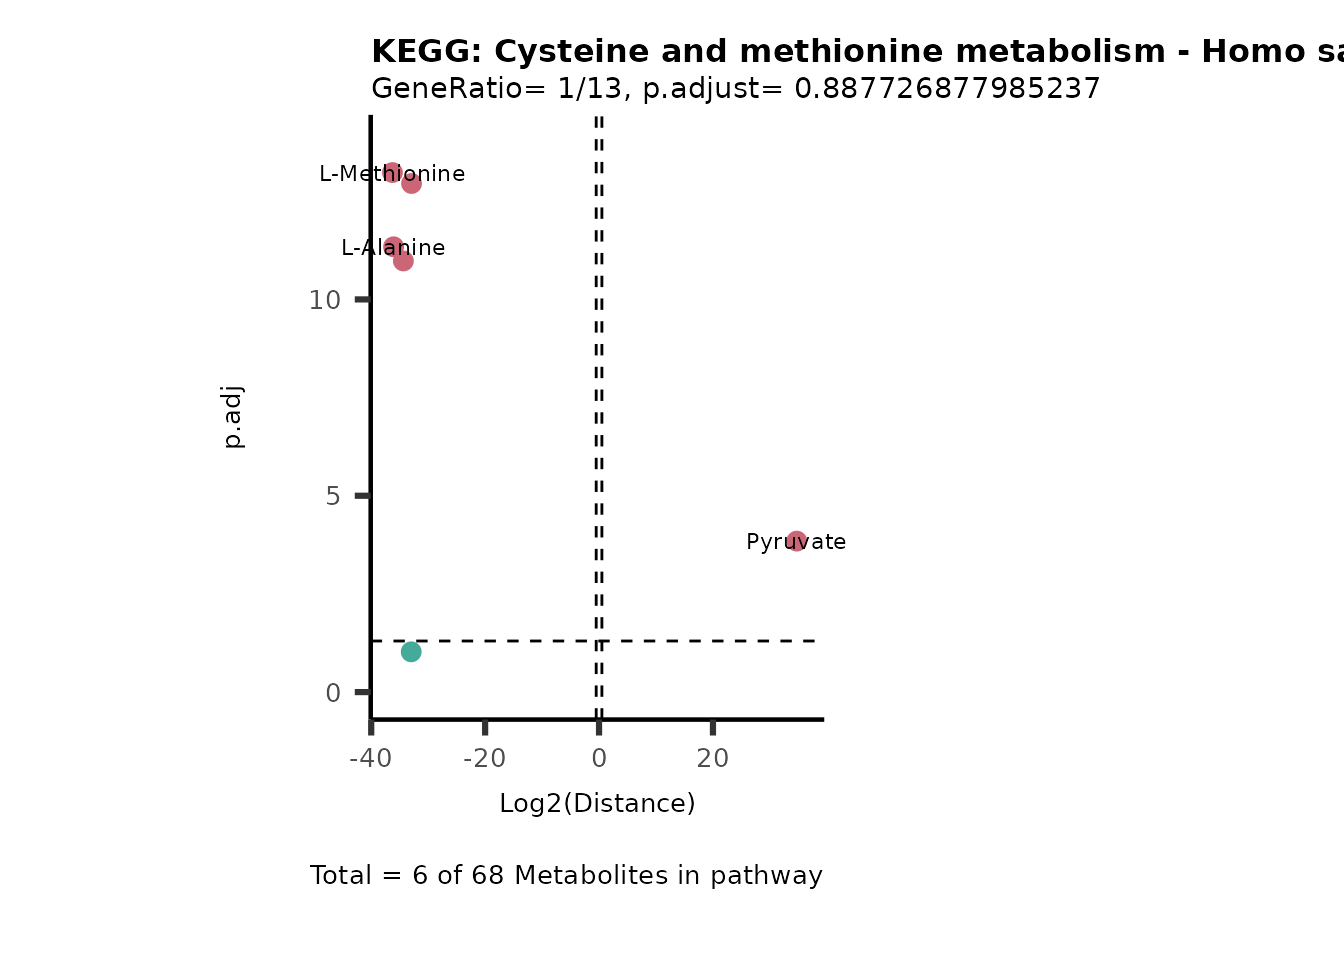 KEGG: Cysteine and methionine metabolism - Homo sa
GeneRatio= 1/13, p.adjust= 0.887726877985237
L-Methionine
L-Alanine
10
p.adj
5
Pyruvate
0
-40 -20 0 20
Log2(Distance)
Total = 6 of 68 Metabolites in pathway